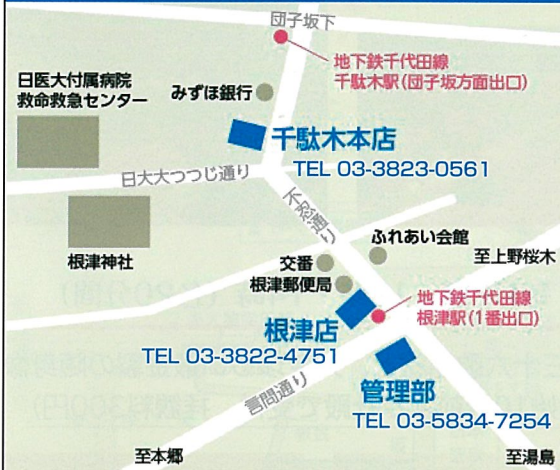 団子坂下
地下鉄千代田線
千駄木駅(団子坂方面出口)
日医大付属病院
救命救急センター
みずほ銀行
千駄木本店
TEL 03-3823-0561
日大大つつじ通り
不忍通り
根津神社
ふれあい会館
交番
至上野桜木
根津郵便局
地下鉄千代田線
根津駅(1番出口)
根津店
TEL 03-3822-4751
管理部
TEL 03-5834-7254
言問通り
至本郷
至湯島